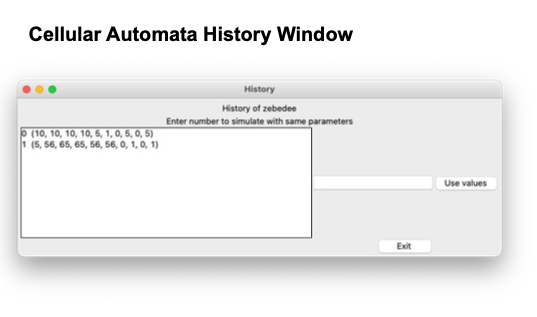 Cellular Automata History Window
History
History of zebedee
Enter number to simulate with same parameters
0 (10, 10, 10, 10, 5, 1, 0, 5, 0, 5)
1 (5, 56, 65, 65, 56, 56, 0, 1, 0, 1)
Use values
Exit